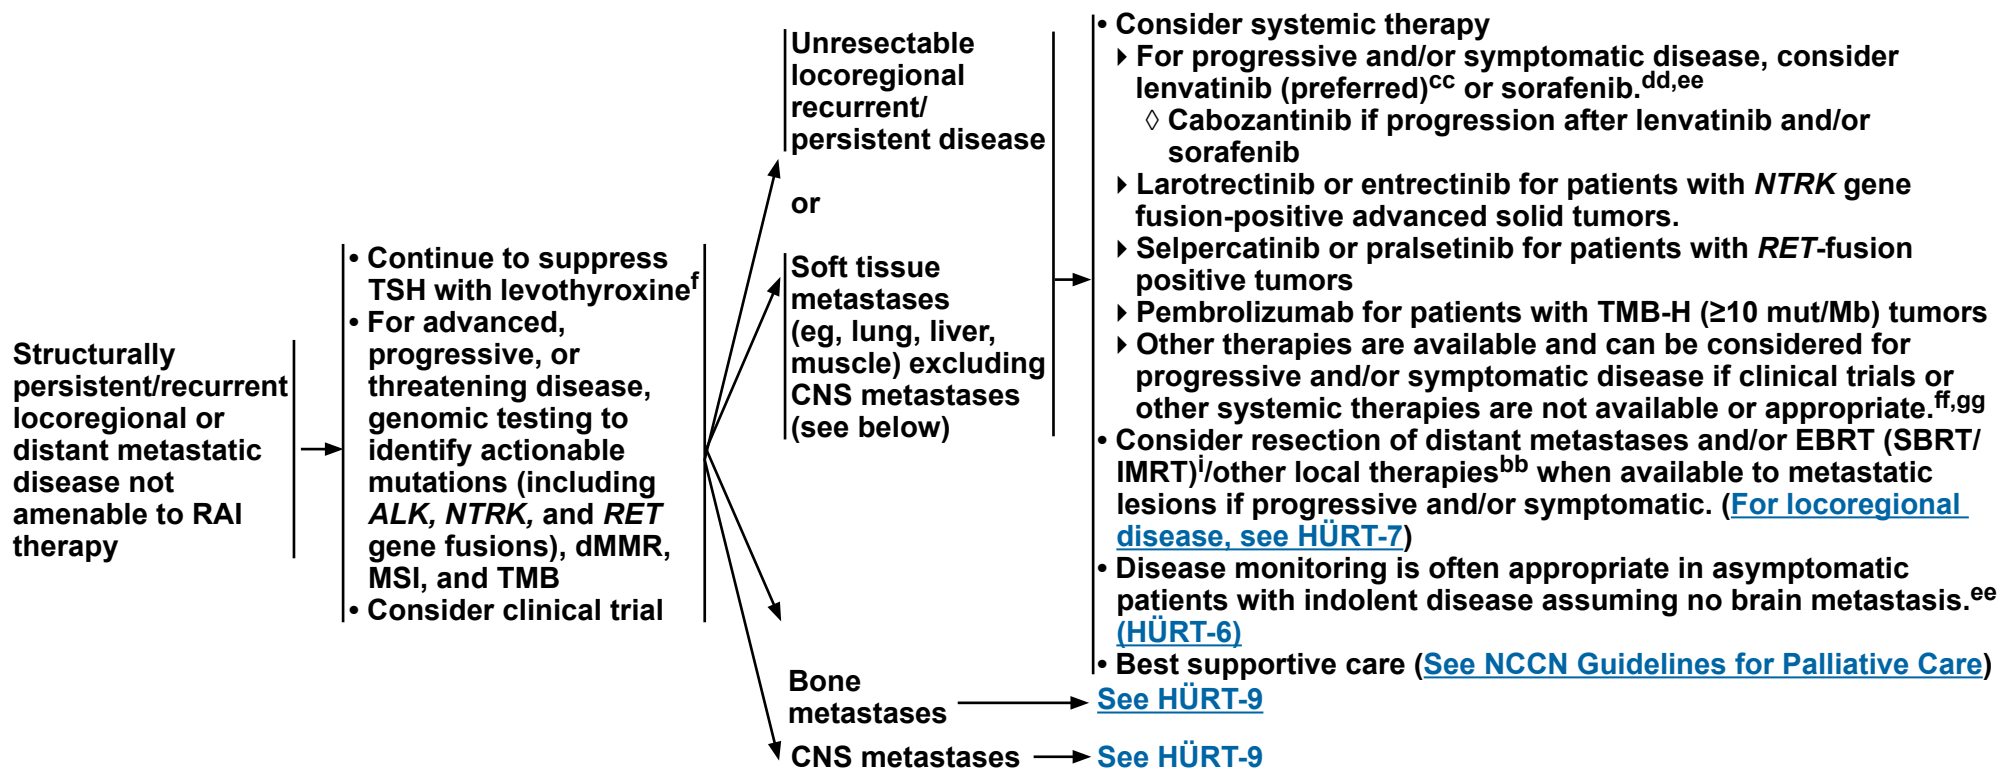 Structurally
persistent/recurrent
locoregional or
distant metastatic
disease not
amenable to RAI
therapy
• Continue to suppress
TSH with levothyroxineᶠ
• For advanced,
progressive, or
threatening disease,
genomic testing to
identify actionable
mutations (including
ALK, NTRK, and RET
gene fusions), dMMR,
MSI, and TMB
• Consider clinical trial
Unresectable
locoregional
recurrent/
persistent disease
or
Soft tissue
metastases
(eg, lung, liver,
muscle) excluding
CNS metastases
(see below)
Bone
metastases
CNS metastases
• Consider systemic therapy
‣ For progressive and/or symptomatic disease, consider
lenvatinib (preferred)cc or sorafenib.dd,ee
◊ Cabozantinib if progression after lenvatinib and/or
sorafenib
‣ Larotrectinib or entrectinib for patients with NTRK gene
fusion-positive advanced solid tumors.
‣ Selpercatinib or pralsetinib for patients with RET-fusion
positive tumors
‣ Pembrolizumab for patients with TMB-H (≥10 mut/Mb) tumors
‣ Other therapies are available and can be considered for
progressive and/or symptomatic disease if clinical trials or
other systemic therapies are not available or appropriate.ff,gg
• Consider resection of distant metastases and/or EBRT (SBRT/
IMRT)i/other local therapiesbb when available to metastatic
lesions if progressive and/or symptomatic. (For locoregional
disease, see HÜRT-7)
• Disease monitoring is often appropriate in asymptomatic
patients with indolent disease assuming no brain metastasis.ee
(HÜRT-6)
• Best supportive care (See NCCN Guidelines for Palliative Care)
See HÜRT-9
See HÜRT-9